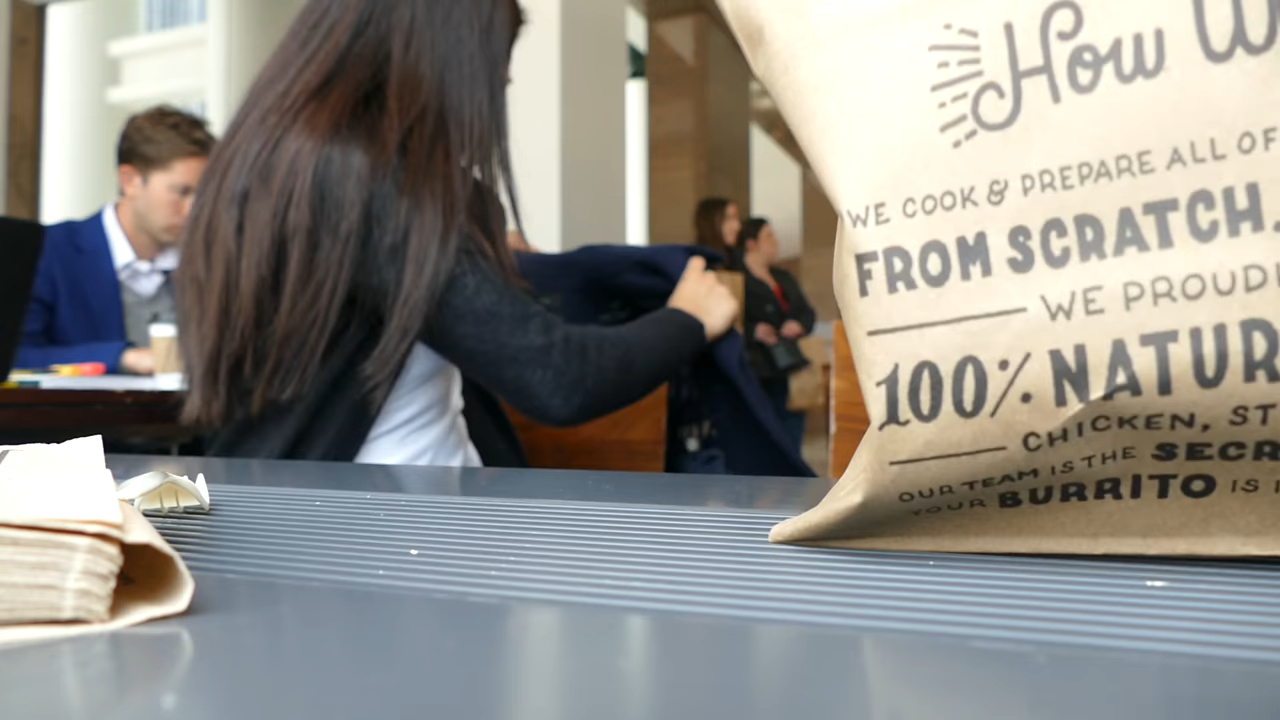 How W
WE COOK & PREPARE ALL OF
FROM SCRATCH.
WE PROUD
100% NATUR
CHICKEN, ST
OUR TEAM IS THE SECR
YOUR BURRITO IS